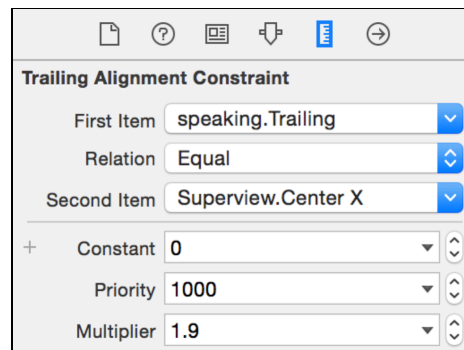 Trailing Alignment Constraint
First Item speaking.Trailing
Relation Equal
Second Item Superview.Center X
Constant 0
Priority 1000
Multiplier 1.9